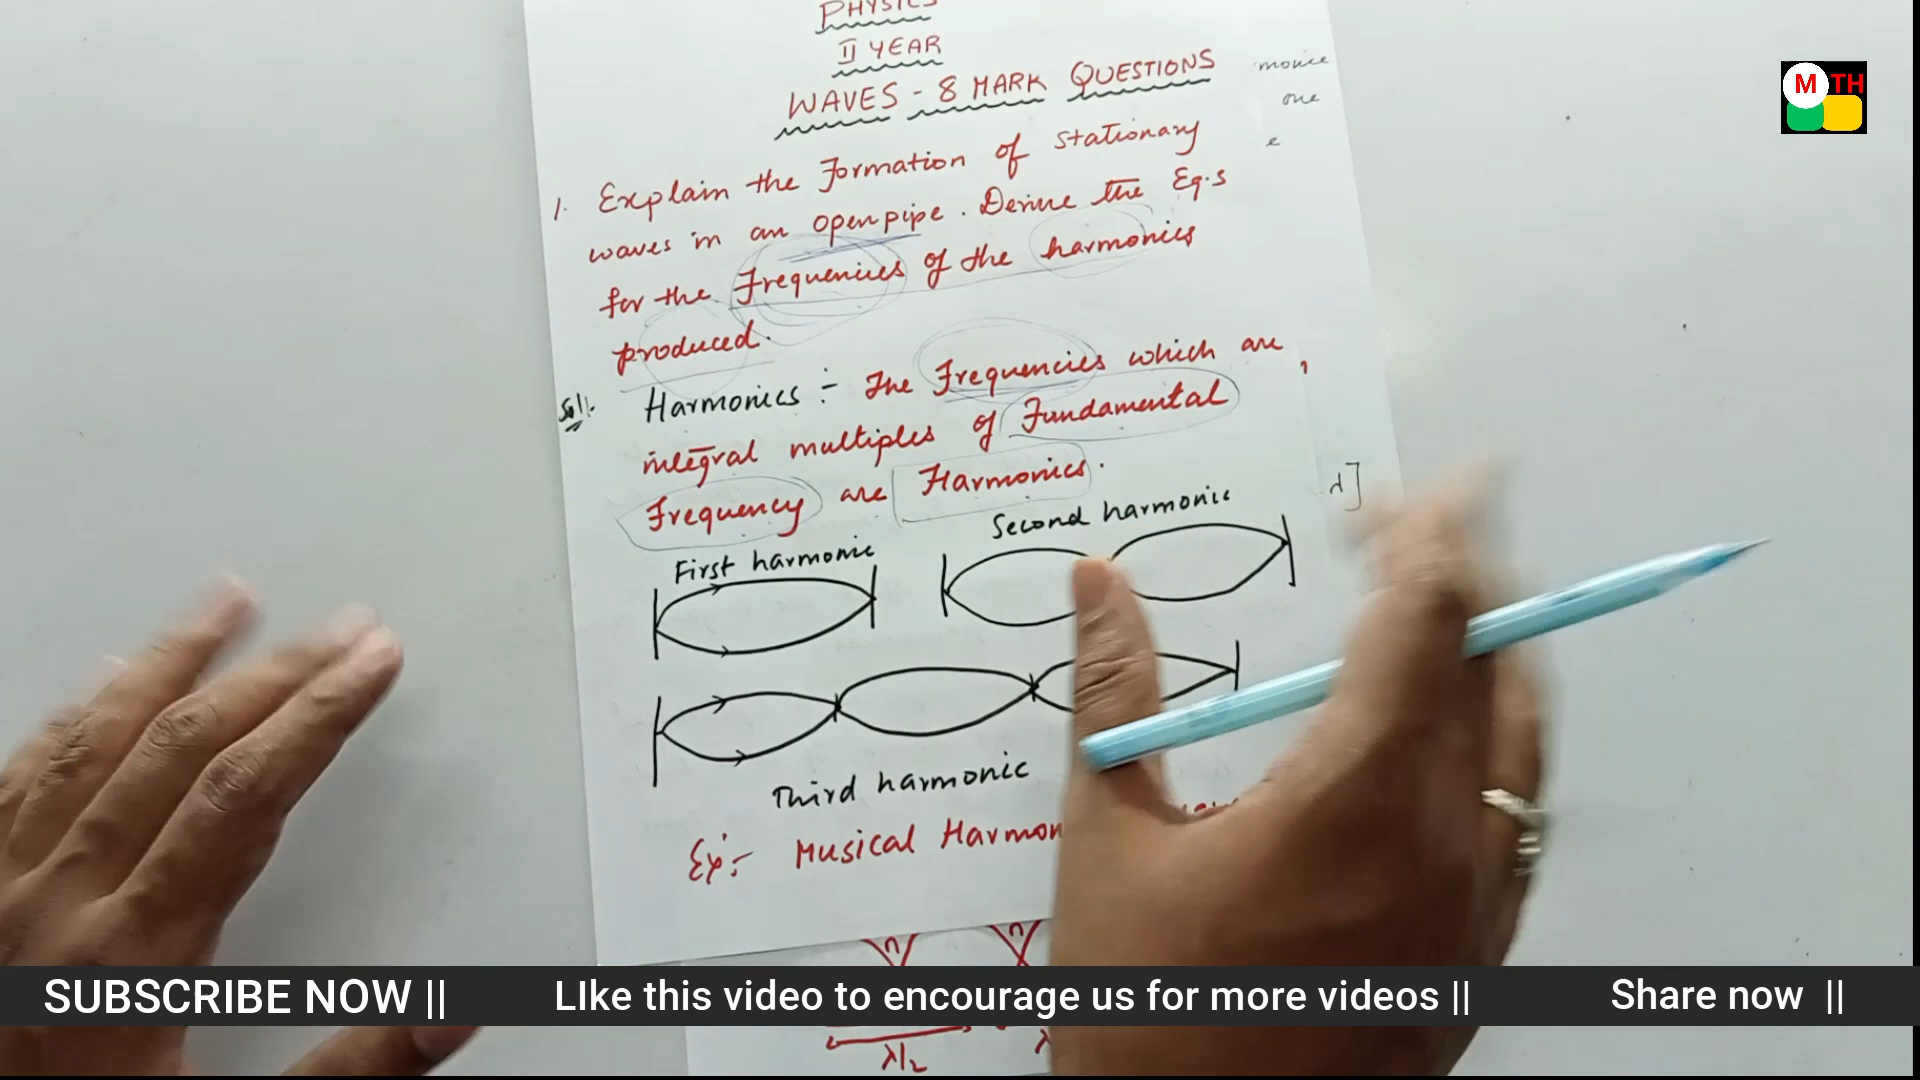 PHYSICS
II YEAR
WAVES - 8 MARK QUESTIONS
1. Explain the Formation of stationary
waves in an open pipe. Derive the Eq.s
for the Frequencies of the harmonics
produced.
Sol:- Harmonics :- The Frequencies which are
integral multiples of Fundamental
Frequency are Harmonics.
First harmonic
Second harmonic
Third harmonic
Ex:- Musical Harmon
monice
one
e
M TH
n
n
λ/2
λ
SUBSCRIBE NOW || LIke this video to encourage us for more videos || Share now ||